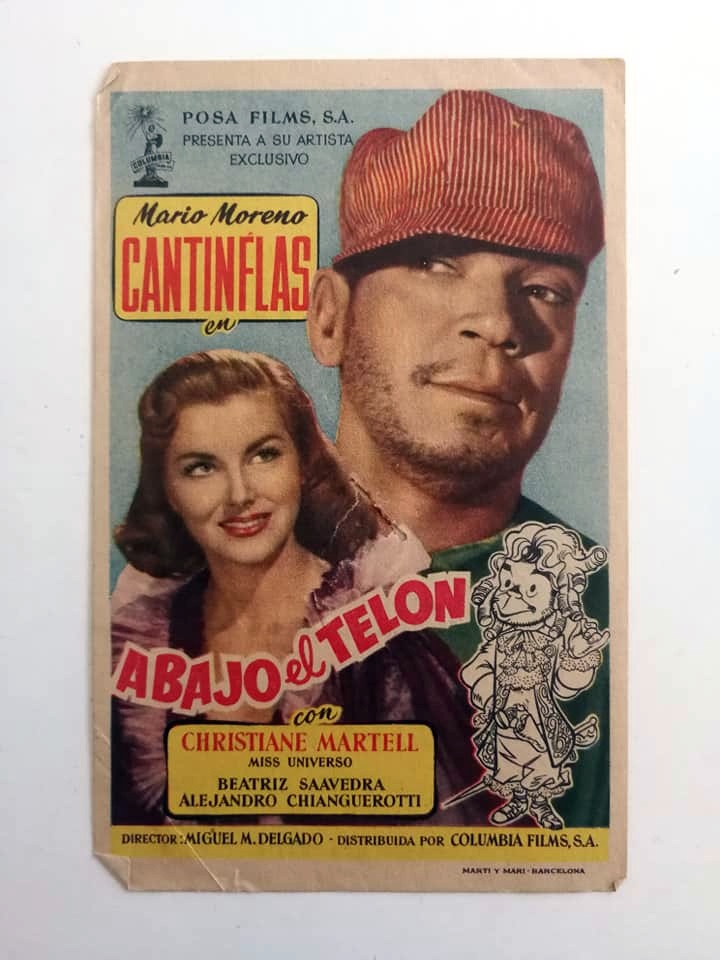 COLUMBIA
POSA FILMS, S.A.
PRESENTA A SU ARTISTA
EXCLUSIVO
Mario Moreno
CANTINFLAS
en
ABAJO el TELON
con
CHRISTIANE MARTELL
MISS UNIVERSO
BEATRIZ SAAVEDRA
ALEJANDRO CHIANGUEROTTI
DIRECTOR: MIGUEL M. DELGADO - DISTRIBUIDA POR COLUMBIA FILMS, S.A.
MARTI Y MARI - BARCELONA